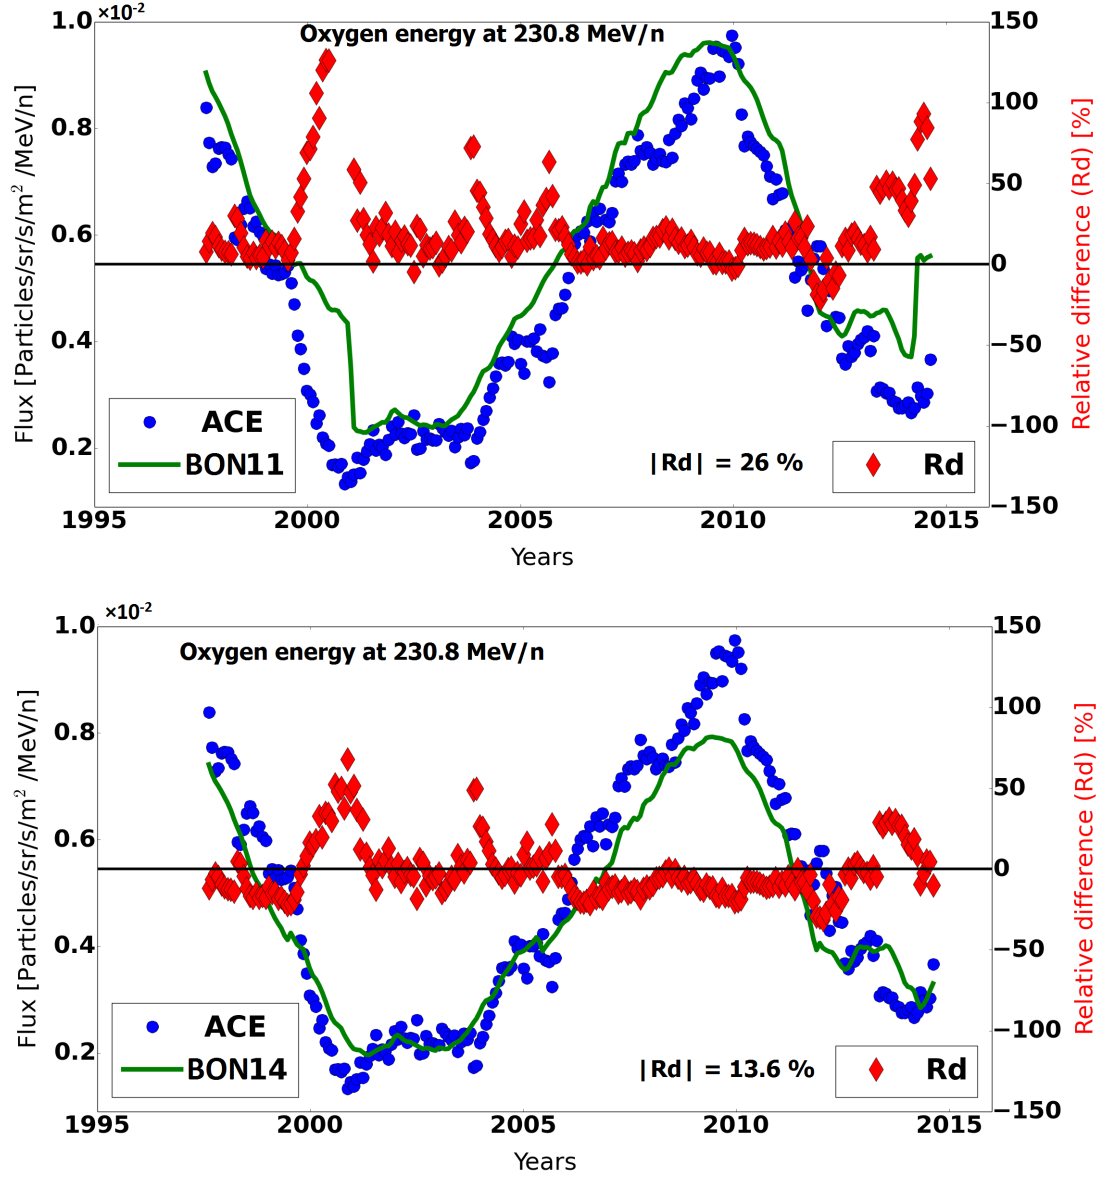 ×10-2
Oxygen energy at 230.8 MeV/n
1.0
0.8
0.6
0.4
0.2
Flux [Particles/sr/s/m² /MeV/n]
150
100
50
0
−50
−100
−150
Relative difference (Rd) [%]
ACE
BON11
|Rd| = 26 %
Rd
1995
2000
2005
2010
2015
Years
×10-2
Oxygen energy at 230.8 MeV/n
1.0
0.8
0.6
0.4
0.2
Flux [Particles/sr/s/m² /MeV/n]
150
100
50
0
−50
−100
−150
Relative difference (Rd) [%]
ACE
BON14
|Rd| = 13.6 %
Rd
1995
2000
2005
2010
2015
Years